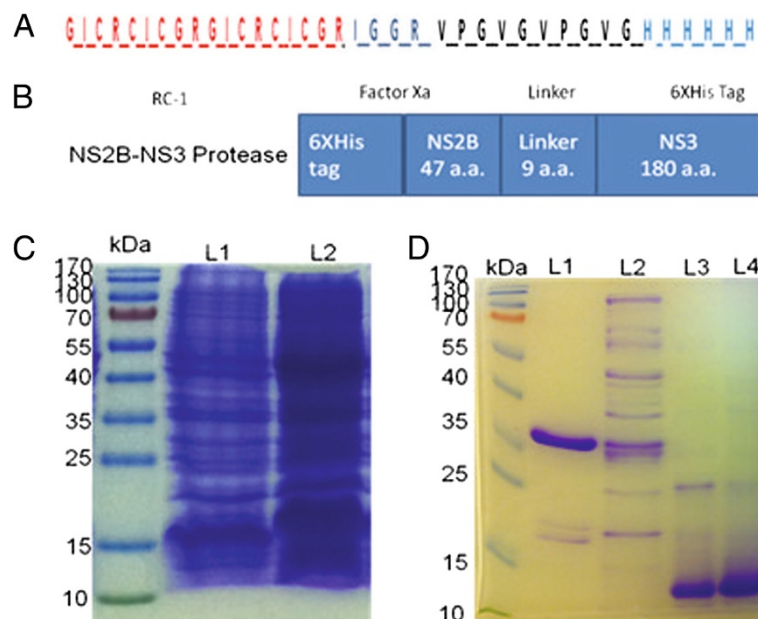 A G I C R C I C G R G I C R C I C G R I G G R V P G V G V P G V G H H H H H H
B
RC-1 Factor Xa Linker 6XHis Tag
NS2B-NS3 Protease
6XHis tag
NS2B 47 a.a.
Linker 9 a.a.
NS3 180 a.a.
C
kDa L1 L2
170
130
100
70
55
40
35
25
15
10
D
kDa L1 L2 L3 L4
170
130
100
70
55
40
35
25
15
10